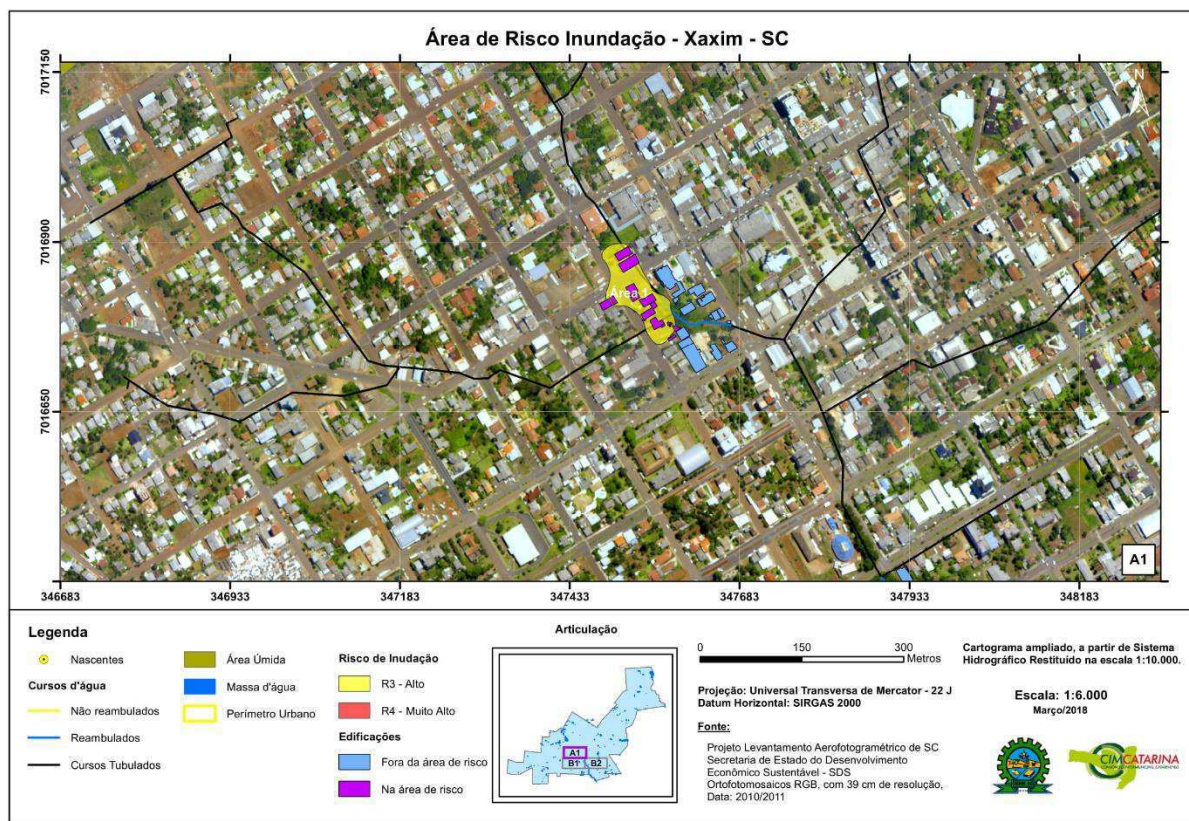 Área de Risco Inundação - Xaxim - SC
7017150
7016900
7016650
N
Área 1
A1
346683
346933
347183
347433
347683
347933
348183
Legenda
Nascentes
Cursos d'água
Não reambulados
Reambulados
Cursos Tubulados
Área Úmida
Massa d'água
Perímetro Urbano
Risco de Inudação
R3 - Alto
R4 - Muito Alto
Edificações
Fora da área de risco
Na área de risco
Articulação
A1
B1
B2
0 150 300
Metros
Projeção: Universal Transversa de Mercator - 22 J
Datum Horizontal: SIRGAS 2000
Fonte:
Projeto Levantamento Aerofotogramétrico de SC
Secretaria de Estado do Desenvolvimento
Econômico Sustentável - SDS
Ortofotomosaicos RGB, com 39 cm de resolução,
Data: 2010/2011
Cartograma ampliado, a partir de Sistema
Hidrográfico Restituído na escala 1:10.000.
Escala: 1:6.000
Março/2018
CIMCATARINA